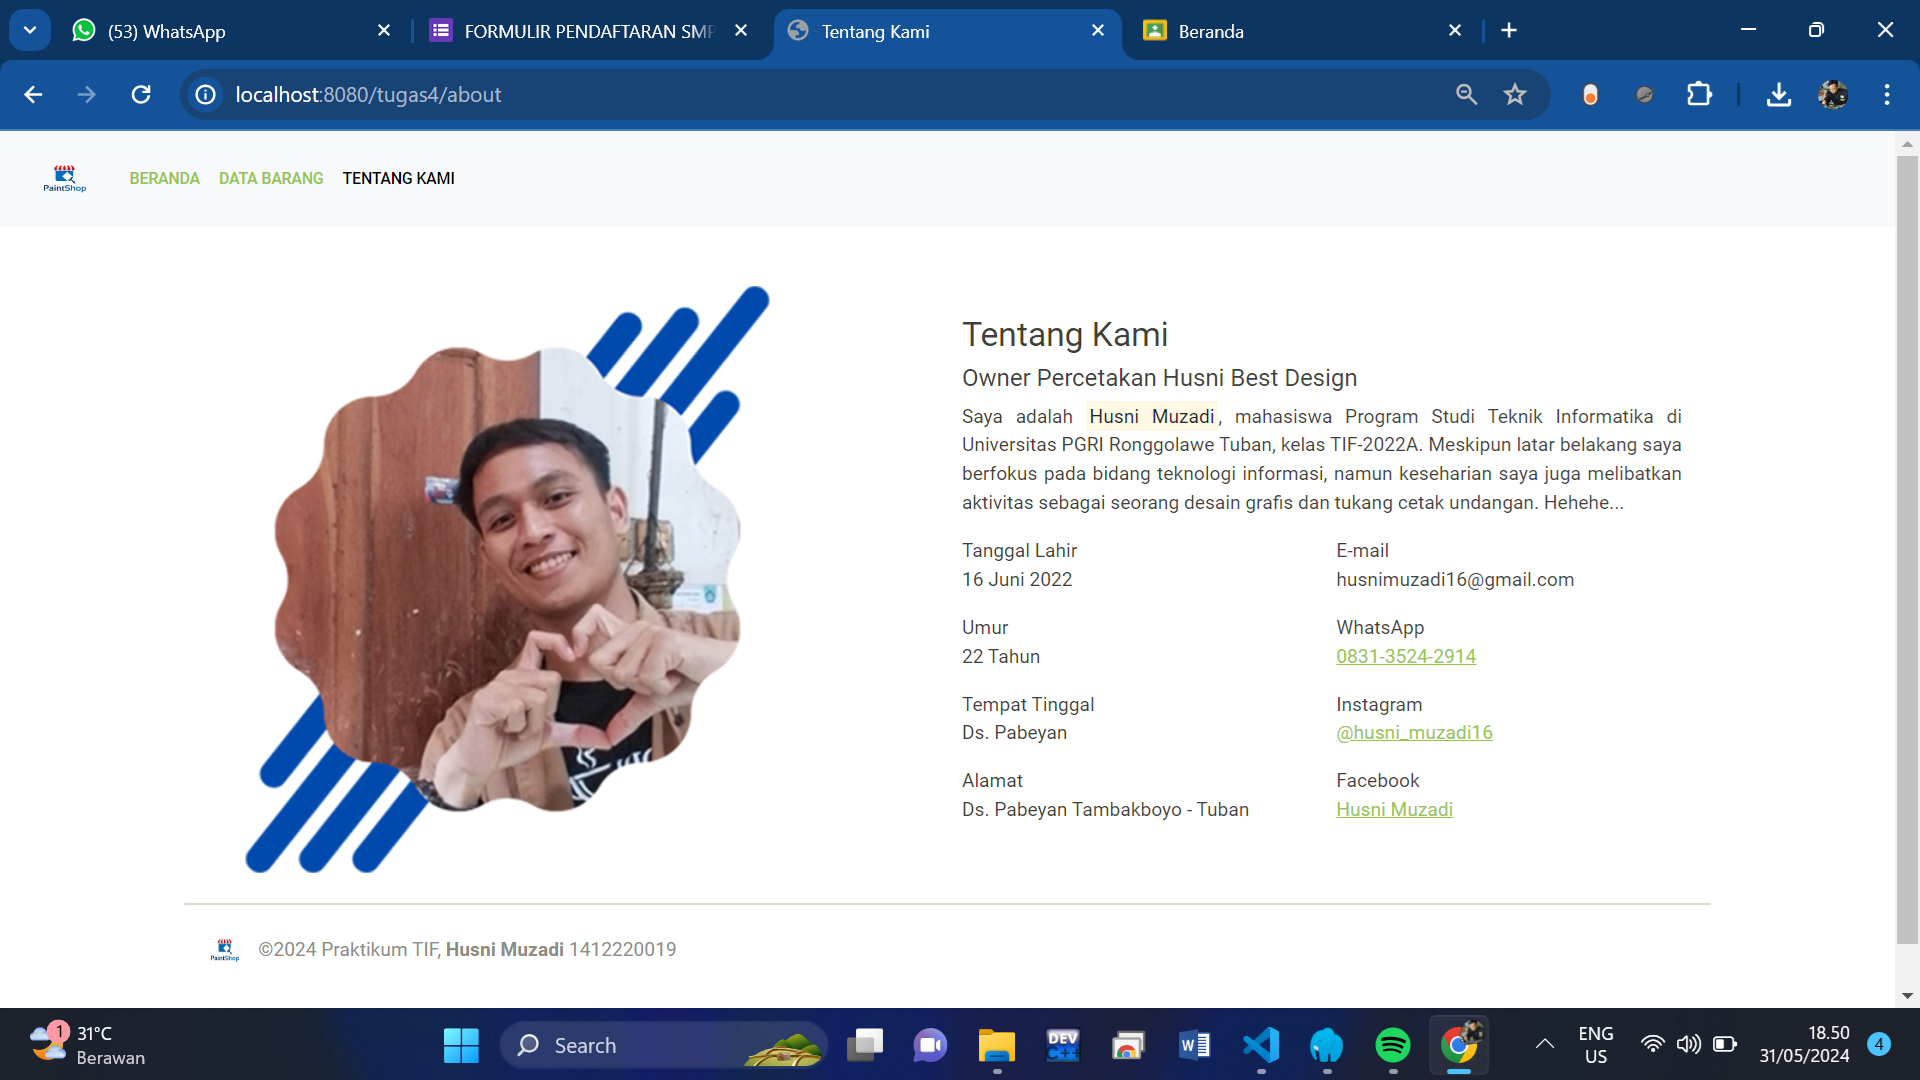 (53) WhatsApp
FORMULIR PENDAFTARAN SMP
Tentang Kami
Beranda
localhost:8080/tugas4/about
PaintShop
BERANDA
DATA BARANG
TENTANG KAMI
Tentang Kami
Owner Percetakan Husni Best Design
Saya adalah Husni Muzadi, mahasiswa Program Studi Teknik Informatika di
Universitas PGRI Ronggolawe Tuban, kelas TIF-2022A. Meskipun latar belakang saya
berfokus pada bidang teknologi informasi, namun keseharian saya juga melibatkan
aktivitas sebagai seorang desain grafis dan tukang cetak undangan. Hehehe...
Tanggal Lahir
16 Juni 2022
Umur
22 Tahun
Tempat Tinggal
Ds. Pabeyan
Alamat
Ds. Pabeyan Tambakboyo - Tuban
E-mail
husnimuzadi16@gmail.com
WhatsApp
0831-3524-2914
Instagram
@husni_muzadi16
Facebook
Husni Muzadi
PaintShop
©2024 Praktikum TIF, Husni Muzadi 1412220019
1
31°C
Berawan
Search
DEV
C++
W
ENG
US
18.50
31/05/2024
4